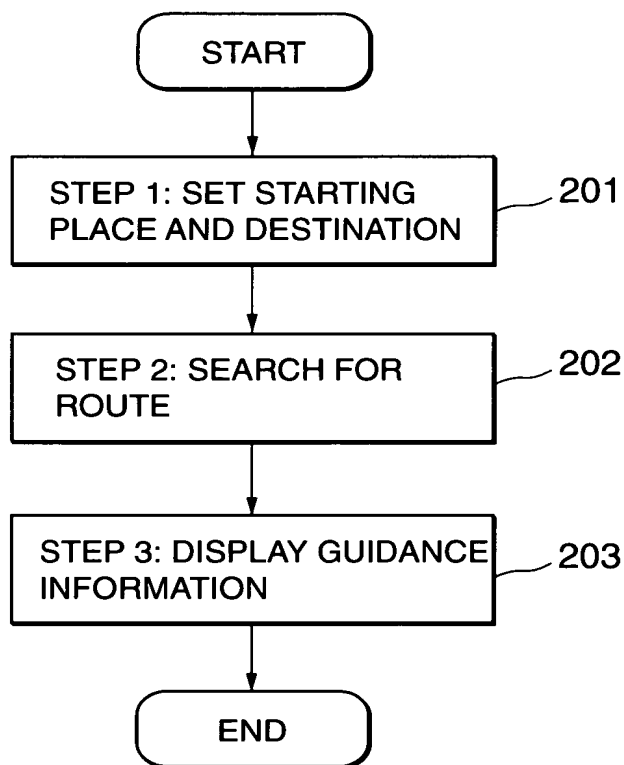 START
STEP 1: SET STARTING
PLACE AND DESTINATION
201
STEP 2: SEARCH FOR
ROUTE
202
STEP 3: DISPLAY GUIDANCE
INFORMATION
203
END